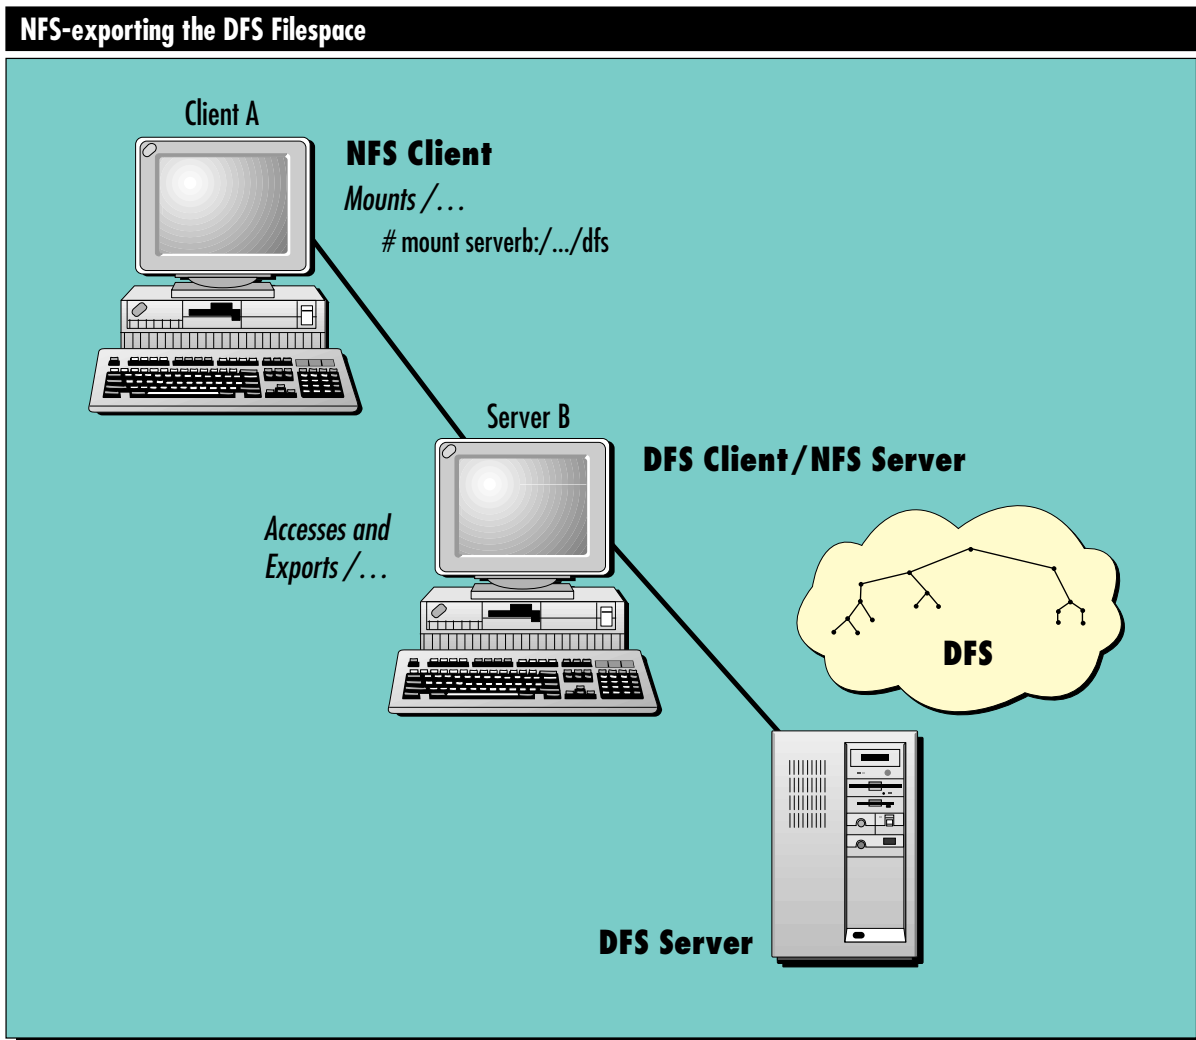 NFS-exporting the DFS Filespace
Client A
NFS Client
Mounts /…
# mount serverb:/.../dfs
Server B
DFS Client/NFS Server
Accesses and
Exports /…
DFS
DFS Server